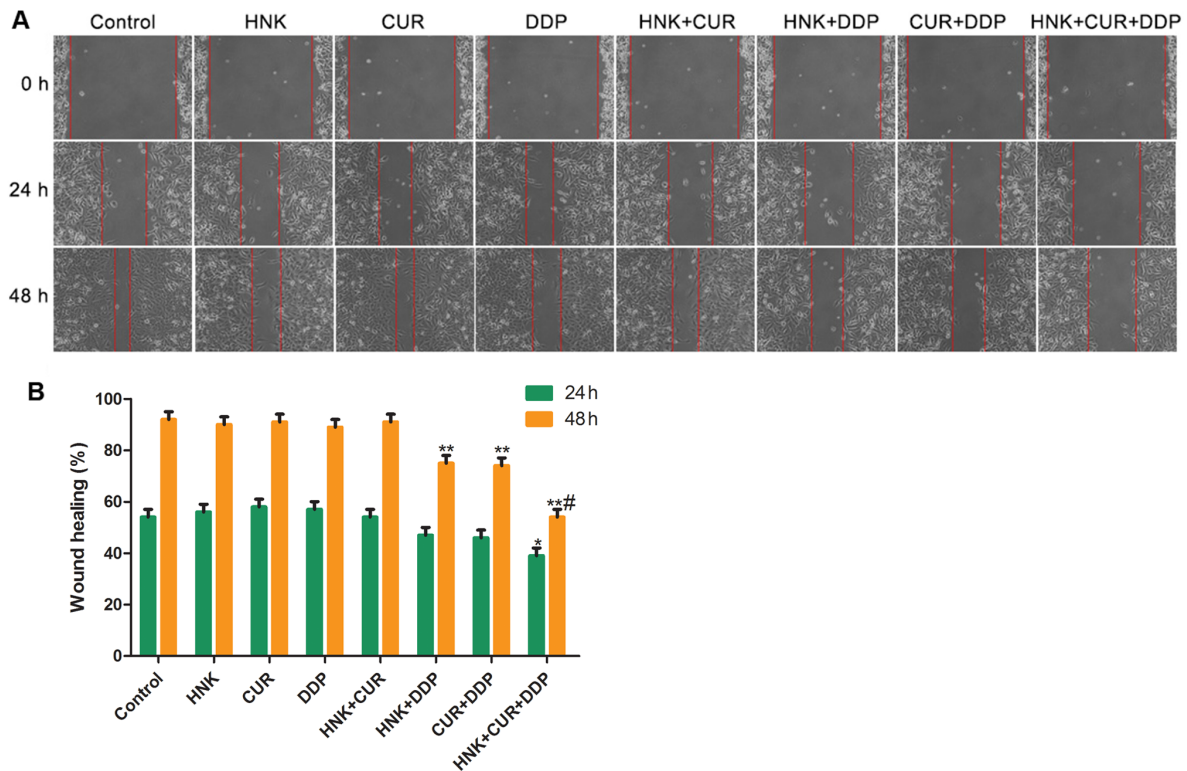 A
Control HNK CUR DDP HNK+CUR HNK+DDP CUR+DDP HNK+CUR+DDP
0 h
24 h
48 h
B
24 h
48 h
Wound healing (%)
100
80
60
40
20
0
** **
**#
*
Control HNK CUR DDP HNK+CUR HNK+DDP CUR+DDP HNK+CUR+DDP